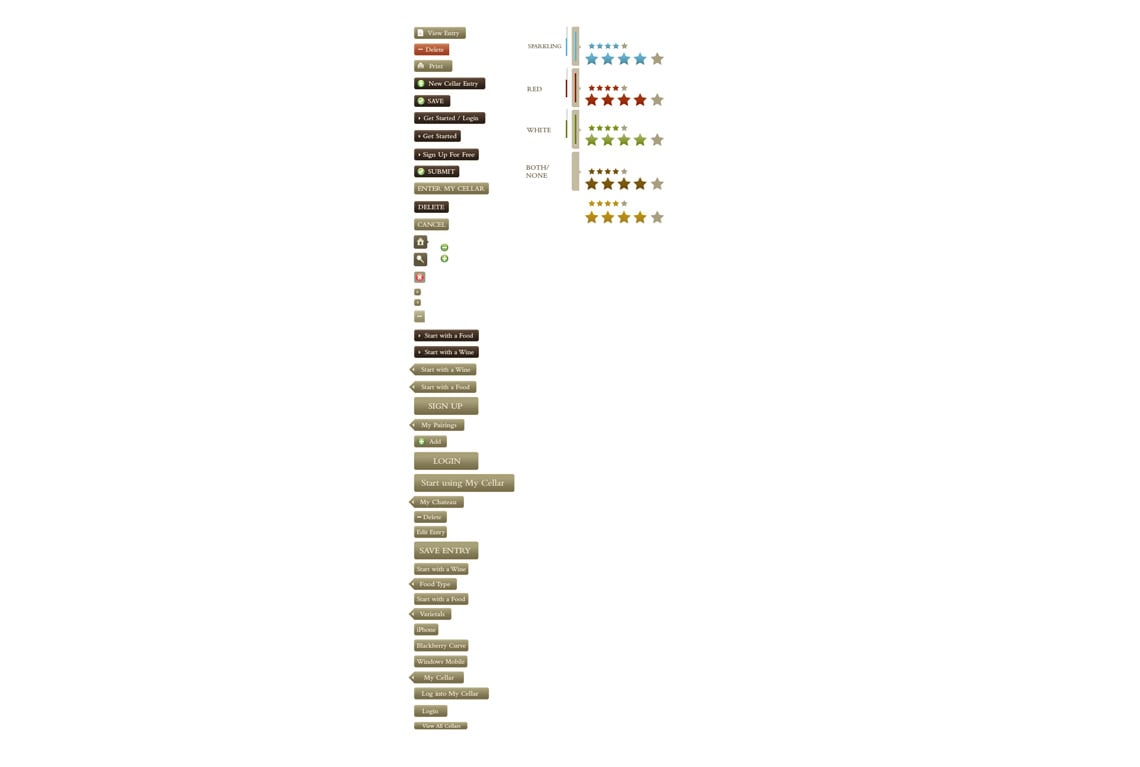 View Entry
Delete
Print
New Cellar Entry
SAVE
Get Started / Login
Get Started
Sign Up For Free
SUBMIT
ENTER MY CELLAR
DELETE
CANCEL
Start with a Food
Start with a Wine
Start with a Wine
Start with a Food
SIGN UP
My Pairings
Add
LOGIN
Start using My Cellar
My Chateau
Delete
Edit Entry
SAVE ENTRY
Start with a Wine
Food Type
Start with a Food
Varietals
iPhone
Blackberry Curve
Windows Mobile
My Cellar
Log into My Cellar
Login
View All Cellars
SPARKLING
RED
WHITE
BOTH/
NONE